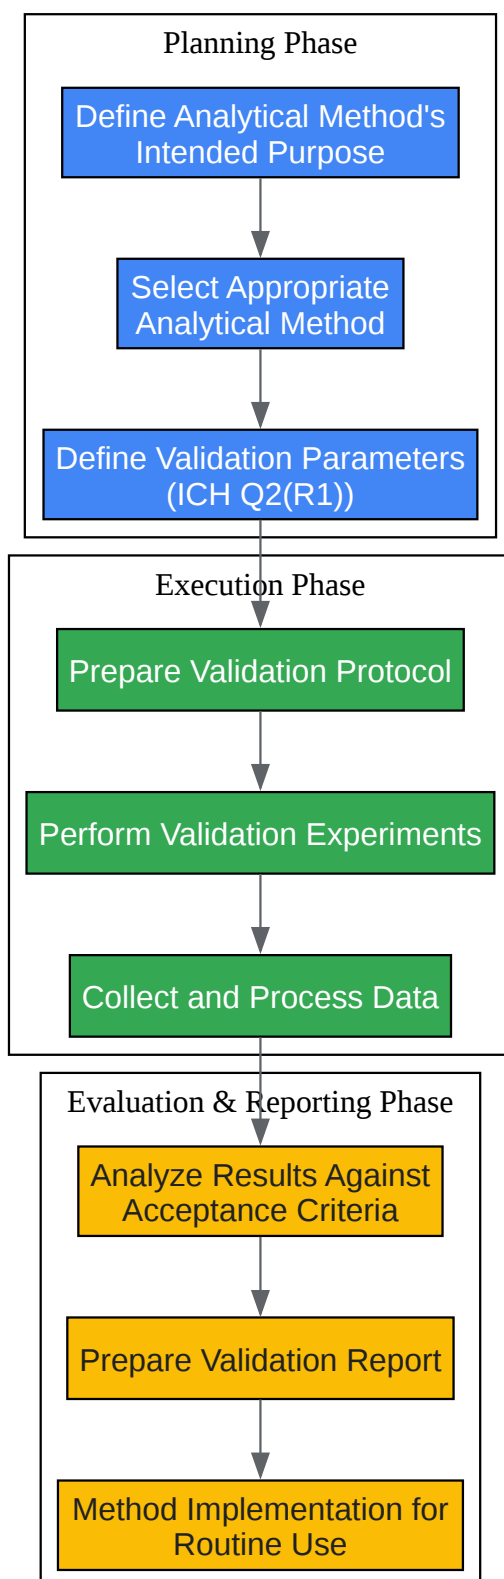 Planning Phase
Define Analytical Method's
Intended Purpose
Select Appropriate
Analytical Method
Define Validation Parameters
(ICH Q2(R1))
Execution Phase
Prepare Validation Protocol
Perform Validation Experiments
Collect and Process Data
Evaluation & Reporting Phase
Analyze Results Against
Acceptance Criteria
Prepare Validation Report
Method Implementation for
Routine Use